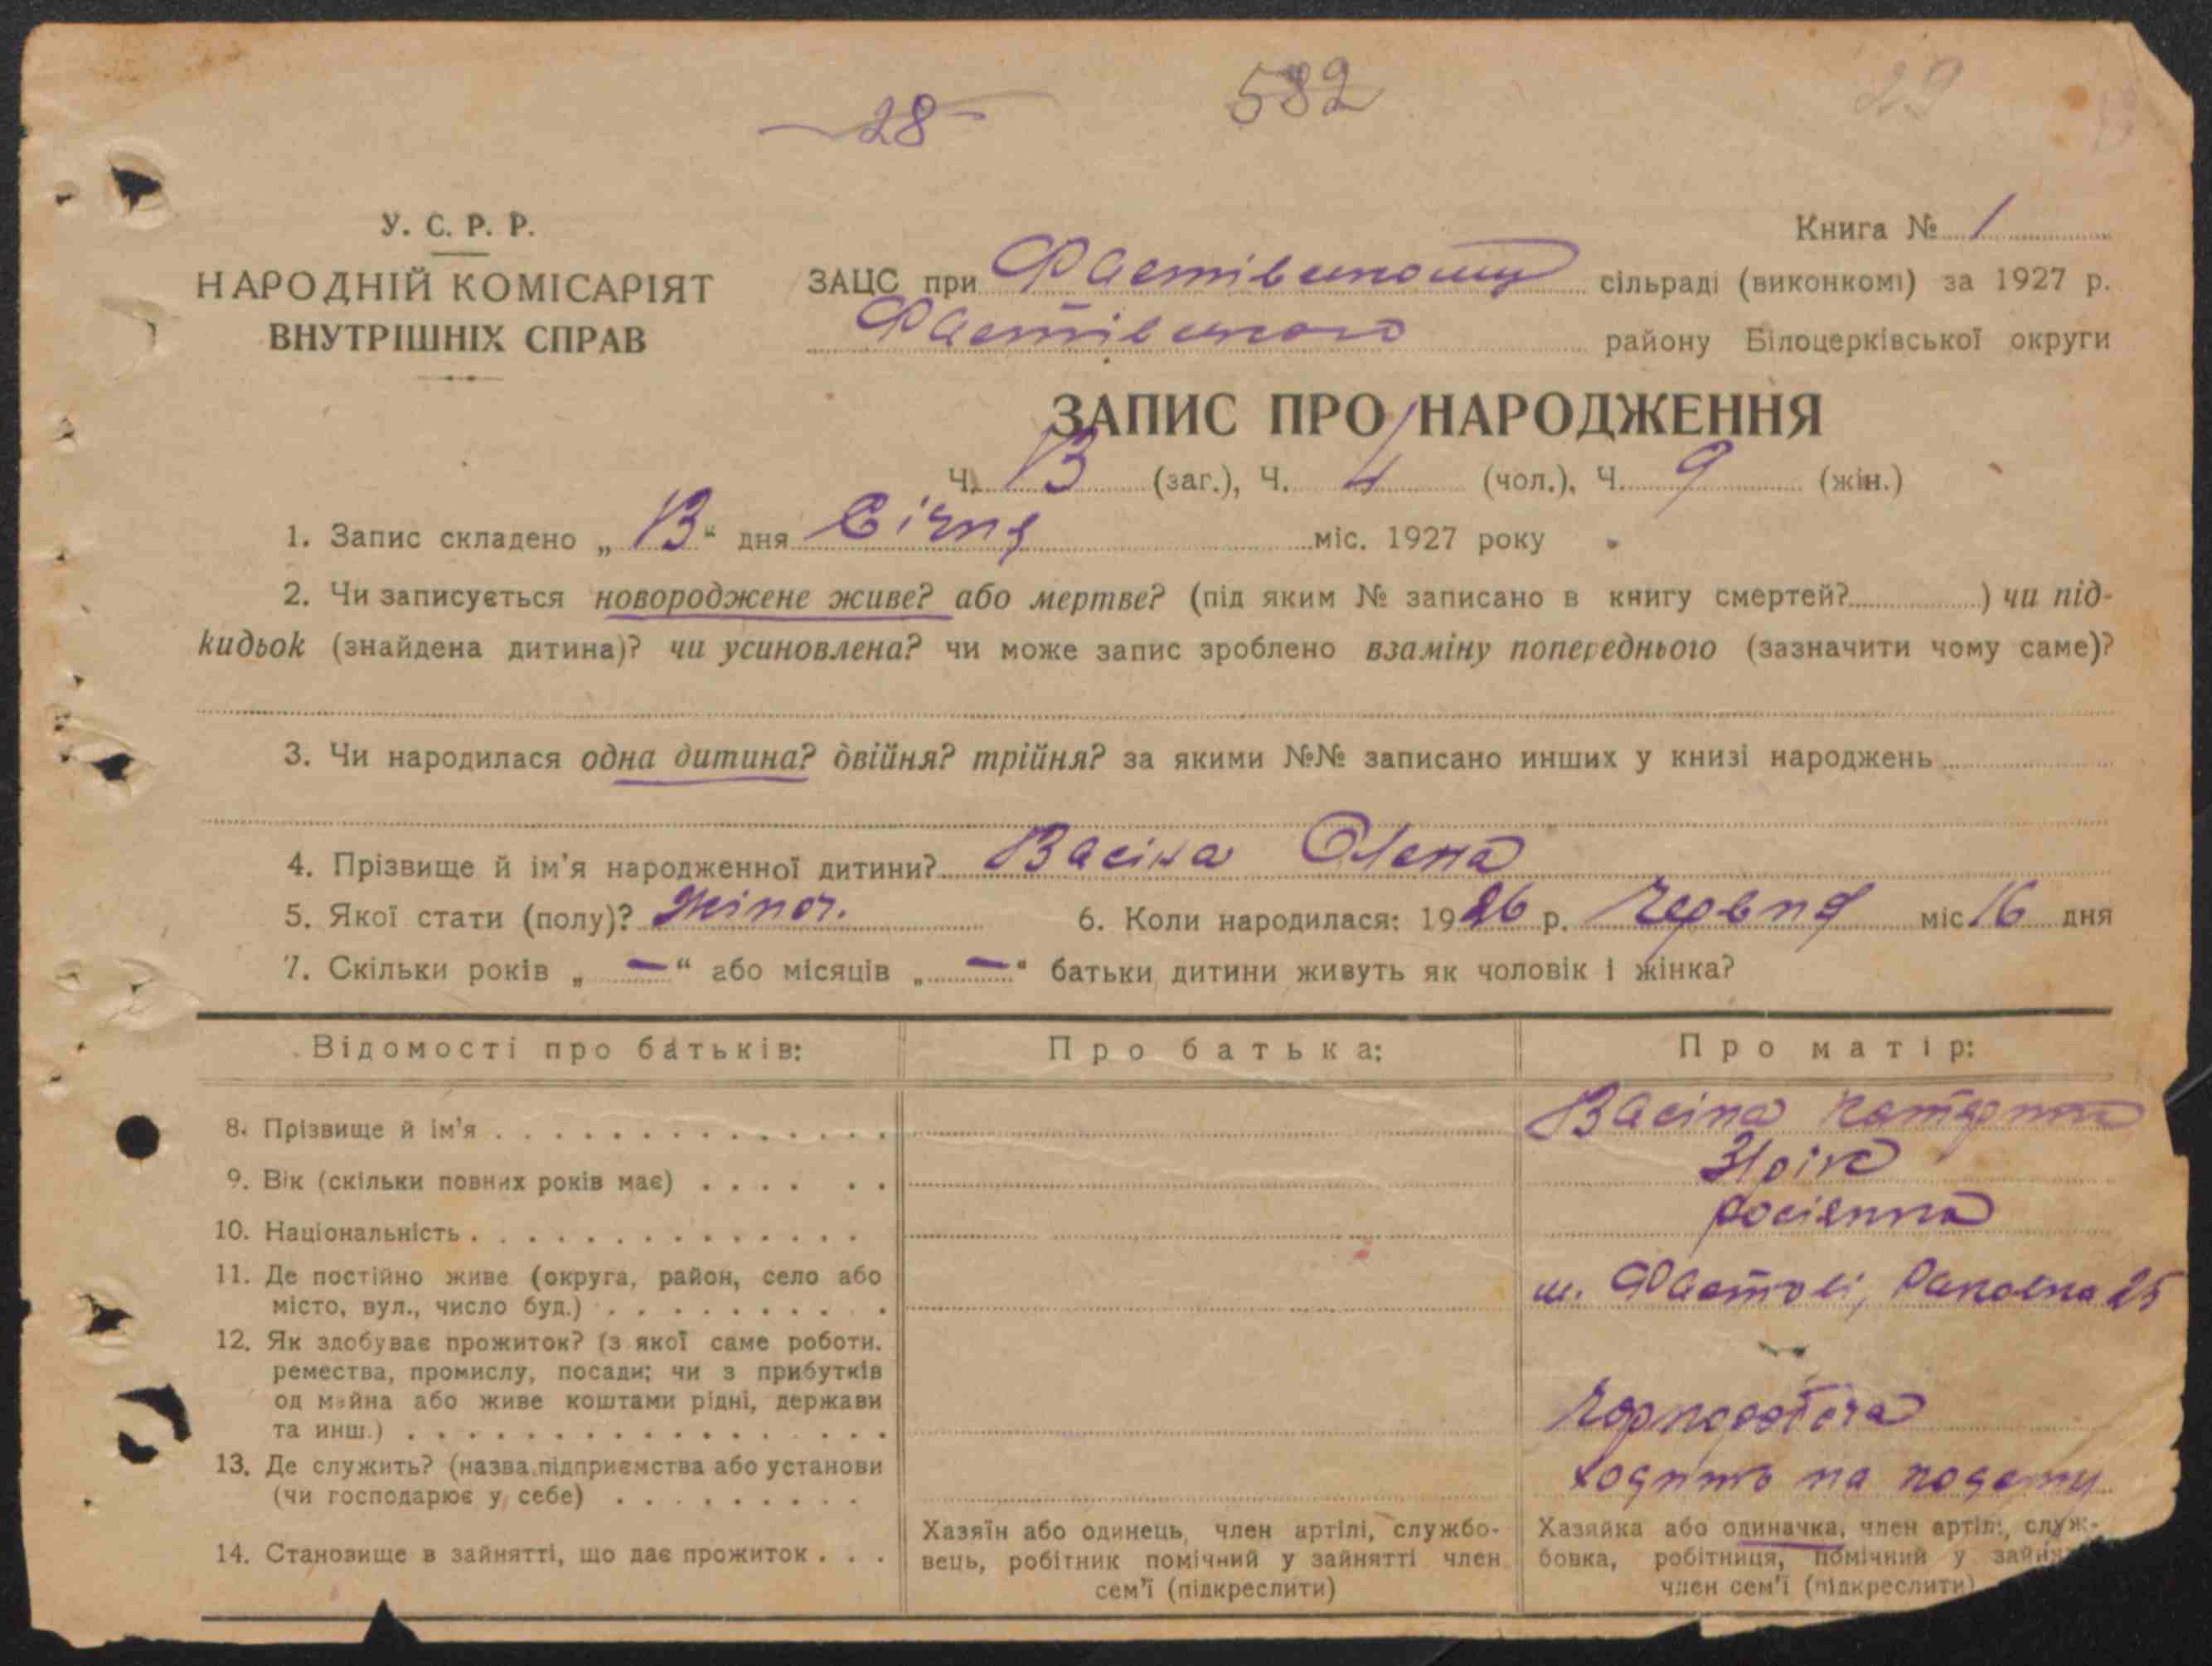 28
582
29
У. С. Р. Р.
НАРОДНІЙ КОМІСАРІЯТ
ВНУТРІШНІХ СПРАВ
Книга № 1
ЗАЦС при Фастівському сільраді (виконкомі) за 1927 р.
Фастівського району Білоцерківської округи
ЗАПИС ПРО НАРОДЖЕННЯ
Ч. 13 (заг.), Ч. 4 (чол.), Ч. 9 (жін.)
1. Запис складено „ 13 “ дня Січня міс. 1927 року
2. Чи записується новороджене живе? або мертве? (під яким № записано в книгу смертей? ) чи під-
кидьок (знайдена дитина)? чи усиновлена? чи може запис зроблено взаміну попереднього (зазначити чому саме)?
3. Чи народилася одна дитина? двійня? трійня? за якими №№ записано инших у книзі народжень
4. Прізвище й ім'я народженної дитини? Васіна Олена
5. Якої стати (полу)? жіноч. 6. Коли народилася: 1926 р. Червня міс 16 дня
7. Скільки років „ — “ або місяців „ — “ батьки дитини живуть як чоловік і жінка?
Відомості про батьків: Про батька: Про матір:
8. Прізвище й ім'я Васіна Катерина
9. Вік (скільки повних років має) 31 рік
10. Національність росіянка
11. Де постійно живе (округа, район, село або
місто, вул., число буд.) м. Фастові, 25
12. Як здобуває прожиток? (з якої саме роботи.
ремества, промислу, посади; чи з прибутків
од майна або живе коштами рідні, держави
та инш.) Чорноробоча
13. Де служить? (назва підприємства або установи
(чи господарює у себе) ходить на
14. Становище в зайнятті, що дає прожиток
Хазяїн або одинець, член артілі, службо-
вець, робітник помічний у зайнятті член
сем'ї (підкреслити)
Хазяйка або одиначка, член артілі, служ-
бовка, робітниця, помічний у
член сем'ї (підкреслити)